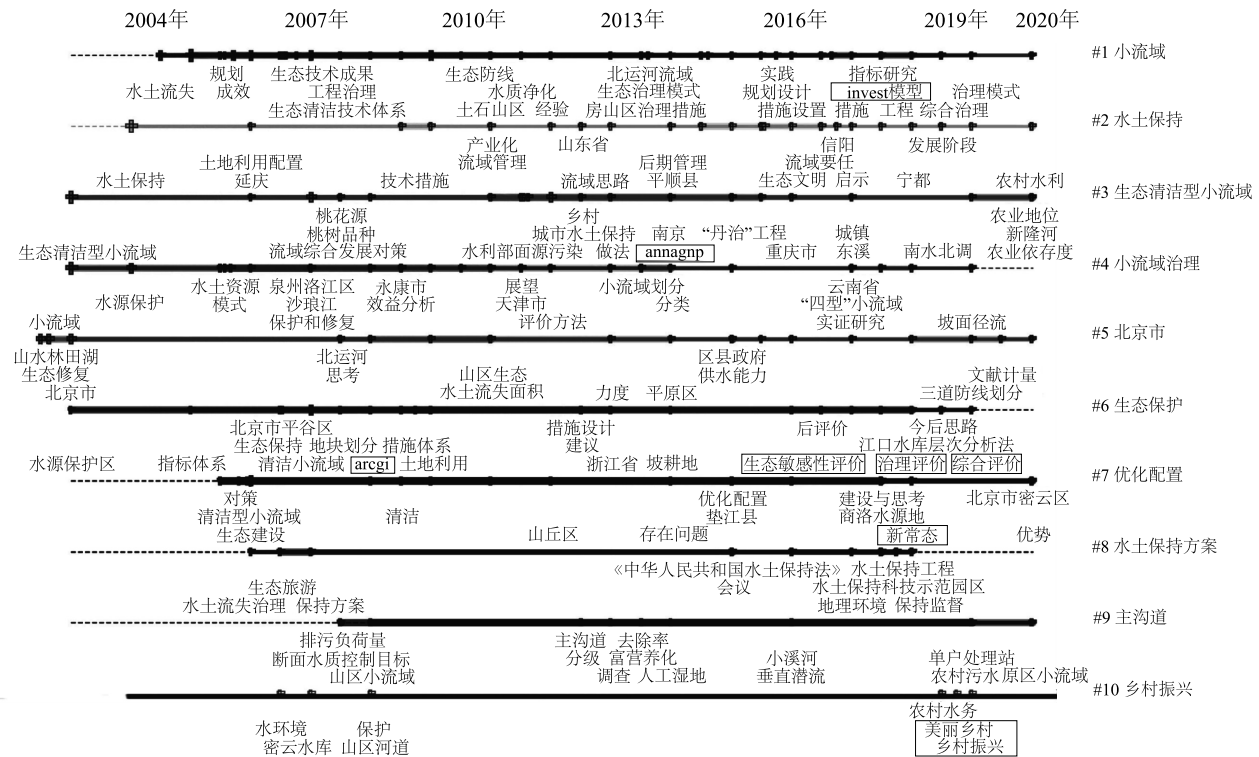 2004年 2007年 2010年 2013年 2016年 2019年 2020年
#1 小流域
规划 生态技术成果 生态防线 北运河流域 实践 指标研究
水土流失 成效 工程治理 水质净化 生态治理模式 规划设计 invest模型 治理模式
生态清洁技术体系 土石山区 经验 房山区治理措施 措施设置 措施 工程 综合治理
#2 水土保持
产业化 山东省 信阳 发展阶段
土地利用配置 流域管理 后期管理 流域要任
水土保持 延庆 技术措施 流域思路 平顺县 生态文明 启示 宁都 农村水利
#3 生态清洁型小流域
桃花源 乡村 农业地位
桃树品种 城市水土保持 南京 “丹治”工程 城镇 新隆河
生态清洁型小流域 流域综合发展对策 水利部面源污染 做法 annagnp 重庆市 东溪 南水北调 农业依存度
#4 小流域治理
水土资源 泉州洛江区 永康市 展望 小流域划分 云南省
水源保护 模式 沙琅江 效益分析 天津市 分类 “四型”小流域
小流域 保护和修复 评价方法 实证研究 坡面径流
#5 北京市
山水林田湖 北运河 区县政府
生态修复 思考 山区生态 供水能力 文献计量
北京市 水土流失面积 力度 平原区 三道防线划分
#6 生态保护
北京市平谷区 措施设计 后评价 今后思路
生态保持 地块划分 措施体系 建议 江口水库层次分析法
水源保护区 指标体系 清洁小流域 arcgi 土地利用 浙江省 坡耕地 生态敏感性评价 治理评价 综合评价
#7 优化配置
对策 优化配置 建设与思考 北京市密云区
清洁型小流域 清洁 垫江县 商洛水源地
生态建设 山丘区 存在问题 新常态 优势
#8 水土保持方案
《中华人民共和国水土保持法》 水土保持工程
生态旅游 会议 水土保持科技示范园区
水土流失治理 保持方案 地理环境 保持监督
#9 主沟道
排污负荷量 主沟道 去除率
断面水质控制目标 分级 富营养化 小溪河 单户处理站
山区小流域 调查 人工湿地 垂直潜流 农村污水 原区小流域
#10 乡村振兴
农村水务
水环境 保护 美丽乡村
密云水库 山区河道 乡村振兴